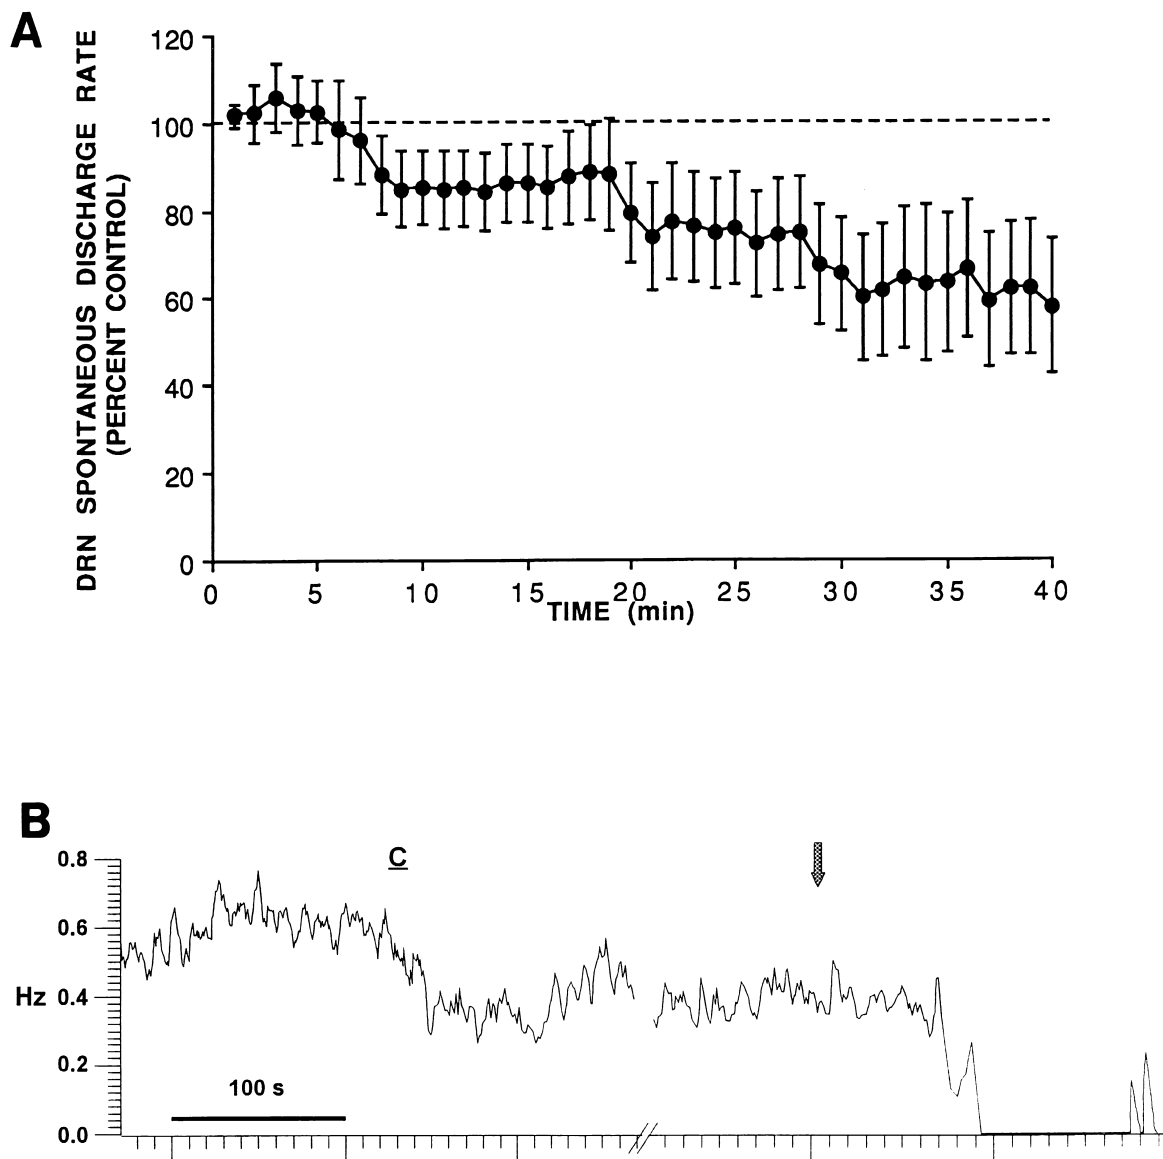 A
DRN SPONTANEOUS DISCHARGE RATE
(PERCENT CONTROL)
120
100
80
60
40
20
0
0 5 10 15 20 25 30 35 40
TIME (min)
B
C
0.8
0.6
Hz 0.4
0.2
0.0
100 s